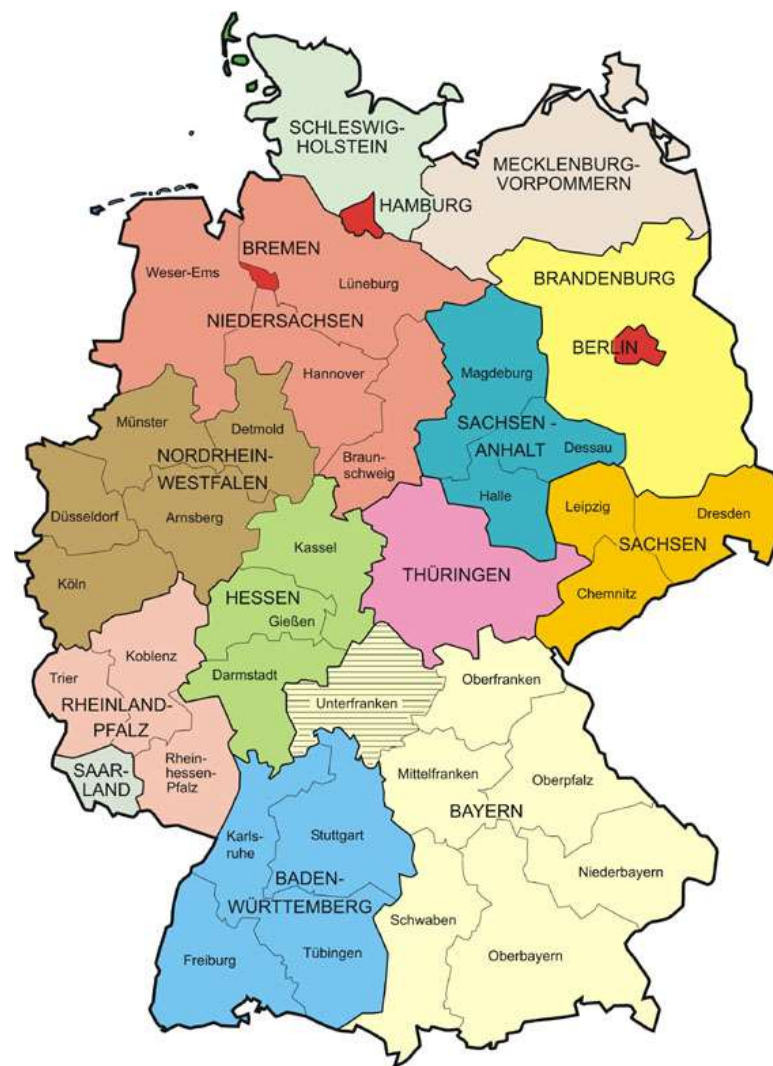 SCHLESWIG-
HOLSTEIN
MECKLENBURG-
VORPOMMERN
HAMBURG
BREMEN
Weser-Ems
Lüneburg
BRANDENBURG
NIEDERSACHSEN
BERLIN
Hannover
Magdeburg
Münster
Detmold
SACHSEN -
ANHALT
Dessau
NORDRHEIN-
WESTFALEN
Braun-
schweig
Halle
Leipzig
Dresden
Düsseldorf
Arnsberg
SACHSEN
Kassel
THÜRINGEN
Köln
Chemnitz
HESSEN
Gießen
Koblenz
Trier
Darmstadt
Oberfranken
RHEINLAND-
PFALZ
Unterfranken
SAAR-
LAND
Rhein-
hessen-
Pfalz
Mittelfranken
Oberpfalz
BAYERN
Karls-
ruhe
Stuttgart
Niederbayern
BADEN-
WÜRTTEMBERG
Schwaben
Freiburg
Tübingen
Oberbayern